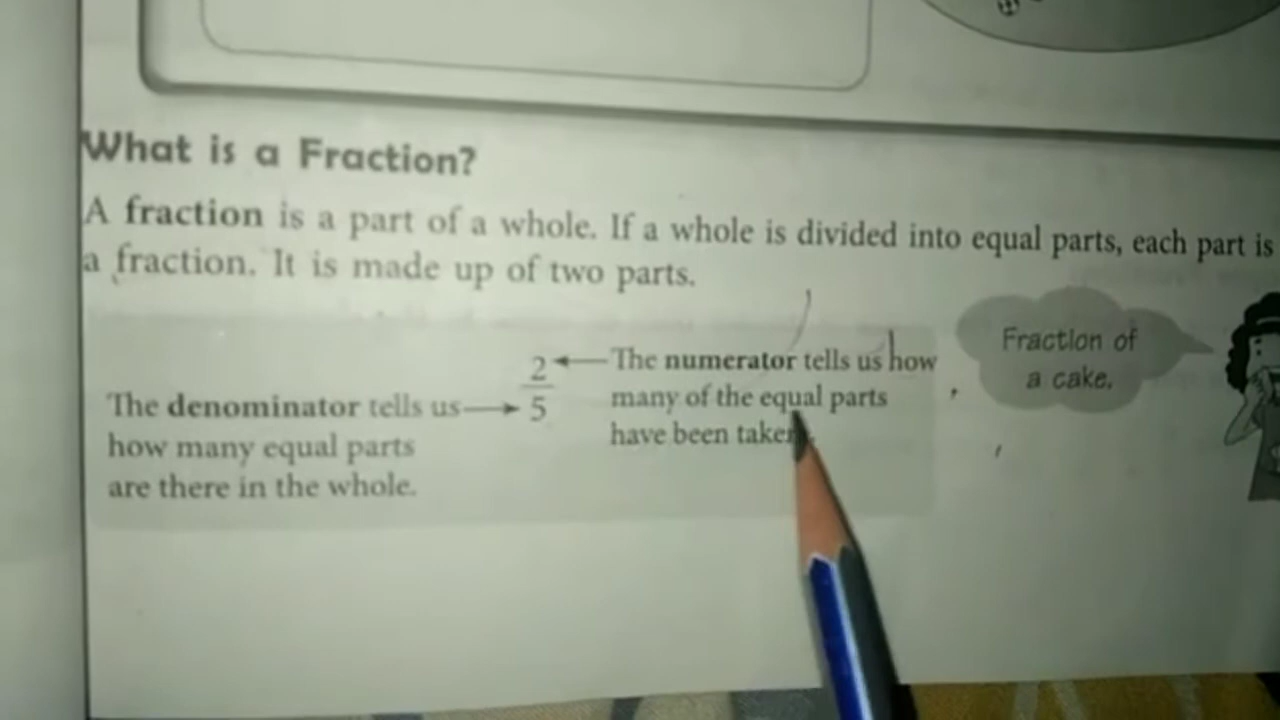 What is a Fraction?
A fraction is a part of a whole. If a whole is divided into equal parts, each part is
a fraction. It is made up of two parts.
2
5
The numerator tells us how
many of the equal parts
have been taken.
The denominator tells us
how many equal parts
are there in the whole.
Fraction of
a cake.